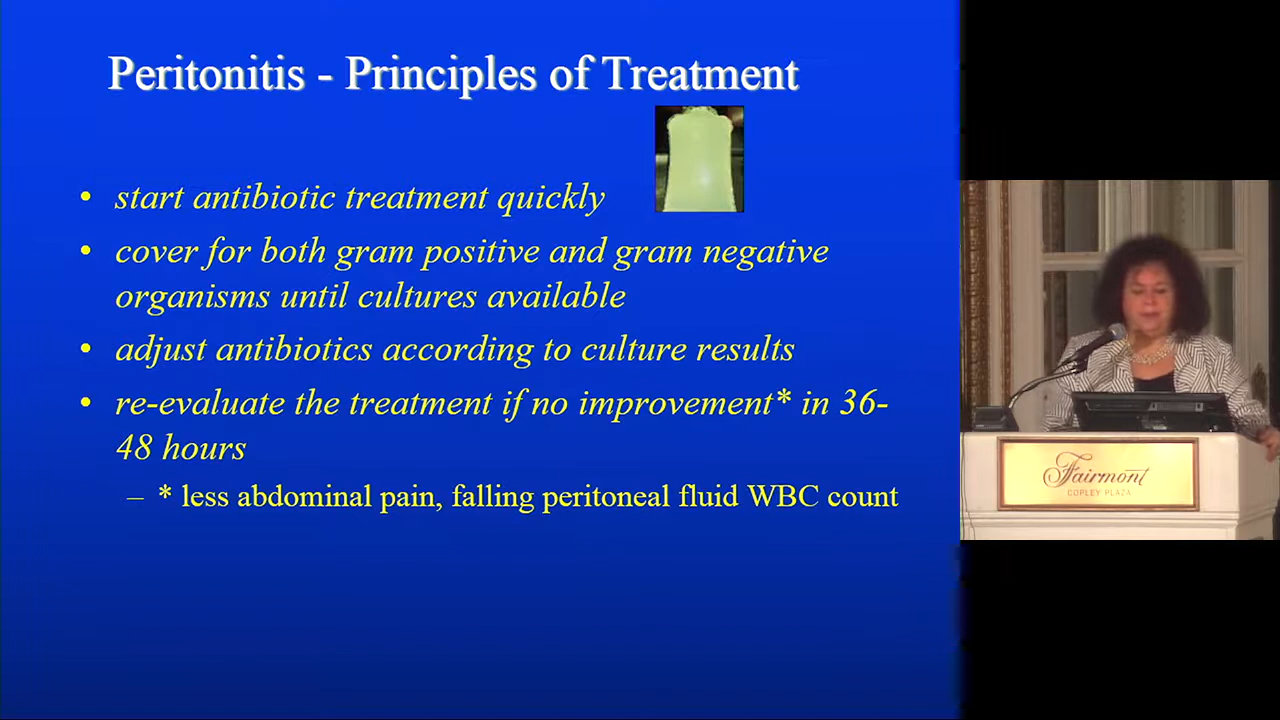 Peritonitis - Principles of Treatment
• start antibiotic treatment quickly
• cover for both gram positive and gram negative
organisms until cultures available
• adjust antibiotics according to culture results
• re-evaluate the treatment if no improvement* in 36-
48 hours
– * less abdominal pain, falling peritoneal fluid WBC count
Fairmont
COPLEY PLAZA